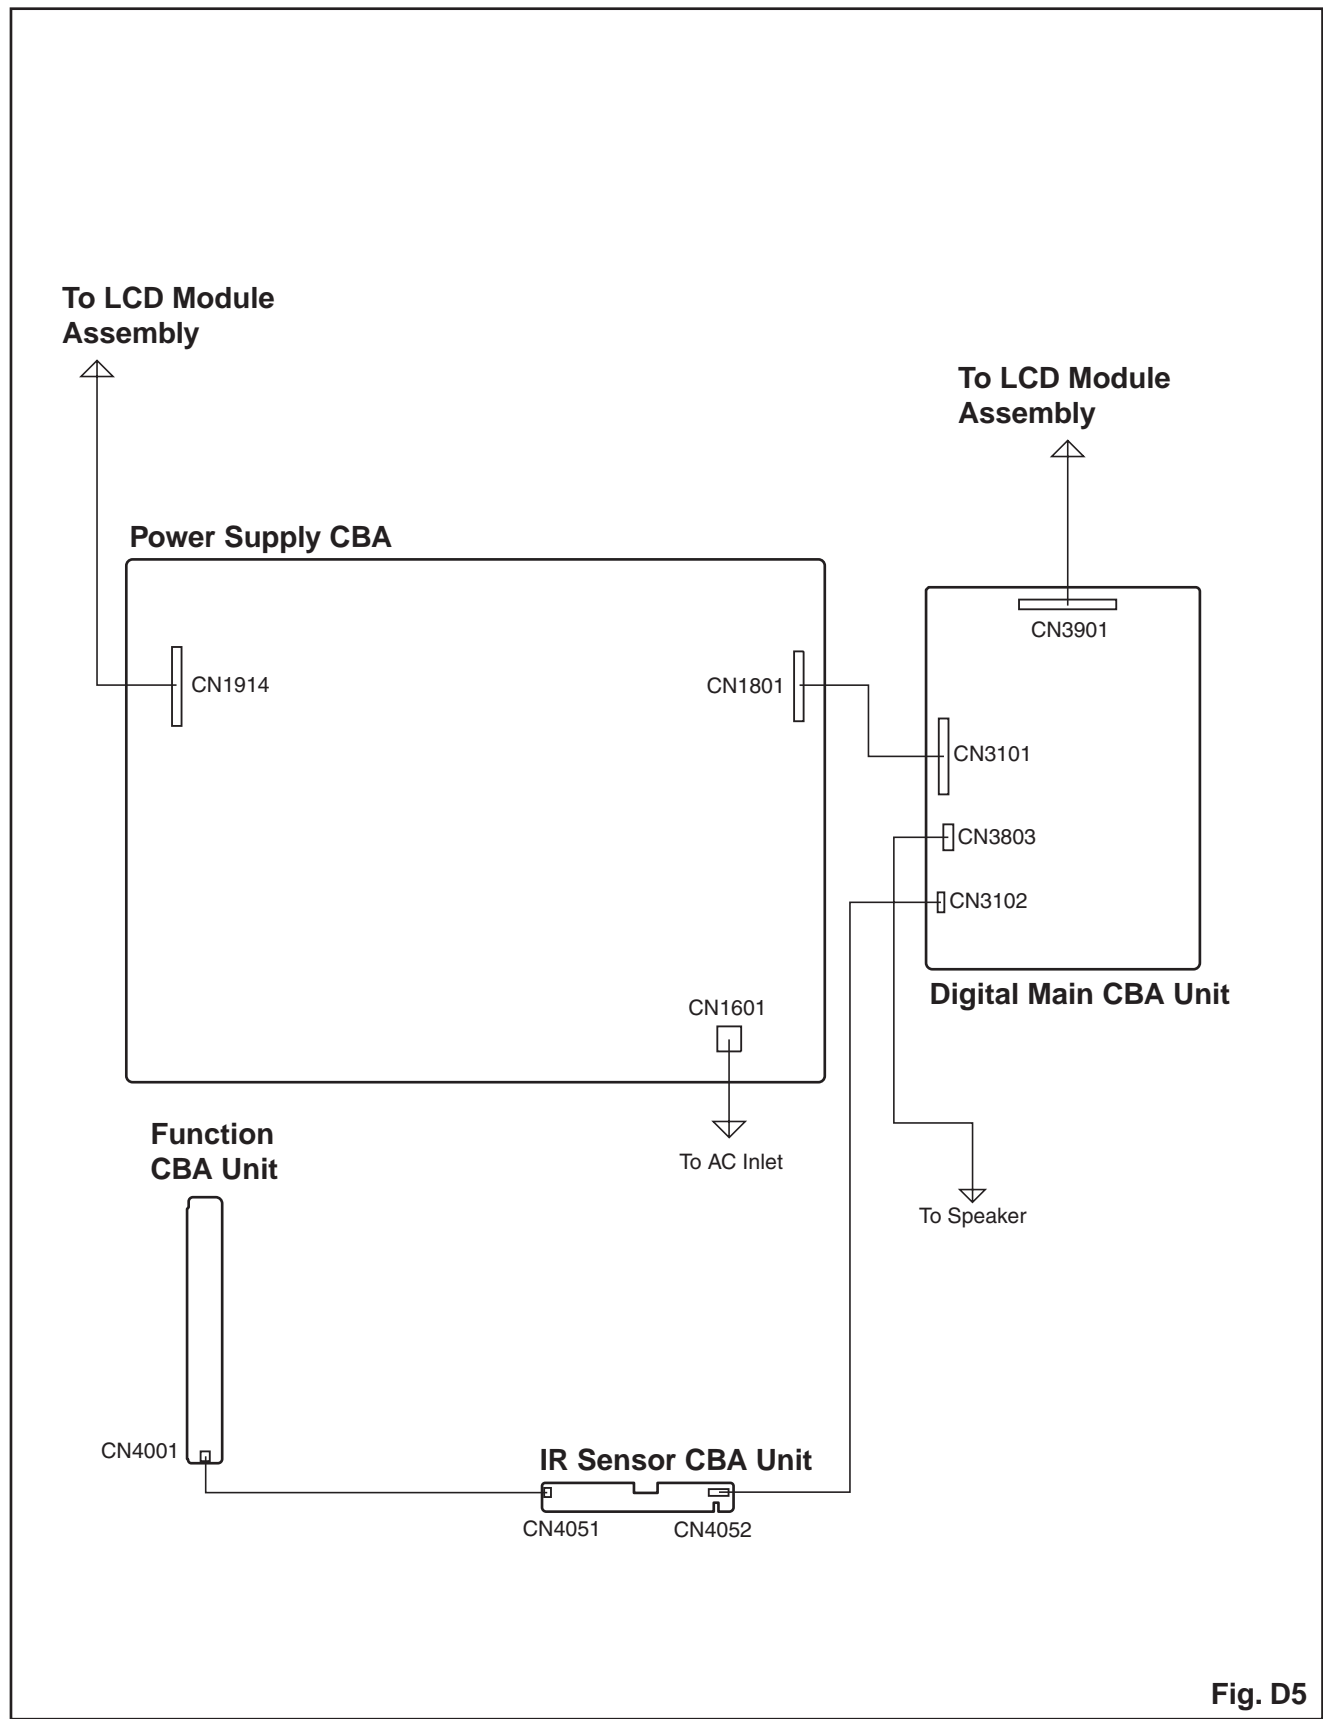 To LCD Module
Assembly
To LCD Module
Assembly
Power Supply CBA
CN3901
CN1914
CN1801
CN3101
CN3803
CN3102
Digital Main CBA Unit
CN1601
Function
CBA Unit
To AC Inlet
To Speaker
CN4001
IR Sensor CBA Unit
CN4051
CN4052
Fig. D5